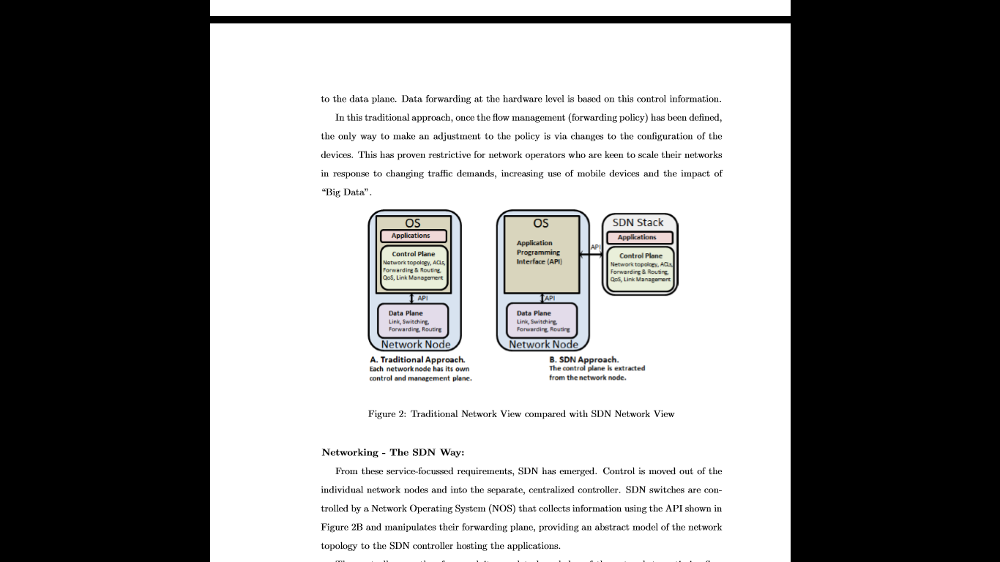 to the data plane. Data forwarding at the hardware level is based on this control information.
In this traditional approach, once the flow management (forwarding policy) has been defined,
the only way to make an adjustment to the policy is via changes to the configuration of the
devices. This has proven restrictive for network operators who are keen to scale their networks
in response to changing traffic demands, increasing use of mobile devices and the impact of
“Big Data”.
OS
Applications
Control Plane
Network topology, ACLs,
Forwarding & Routing,
QoS, Link Management
API
Data Plane
Link, Switching,
Forwarding, Routing
Network Node
A. Traditional Approach.
Each network node has its own
control and management plane.
OS
Application
Programming
Interface (API)
API
Data Plane
Link, Switching,
Forwarding, Routing
Network Node
API
SDN Stack
Applications
Control Plane
Network topology, ACLs,
Forwarding & Routing,
QoS, Link Management
B. SDN Approach.
The control plane is extracted
from the network node.
Figure 2: Traditional Network View compared with SDN Network View
Networking - The SDN Way:
From these service-focussed requirements, SDN has emerged. Control is moved out of the
individual network nodes and into the separate, centralized controller. SDN switches are con-
trolled by a Network Operating System (NOS) that collects information using the API shown in
Figure 2B and manipulates their forwarding plane, providing an abstract model of the network
topology to the SDN controller hosting the applications.